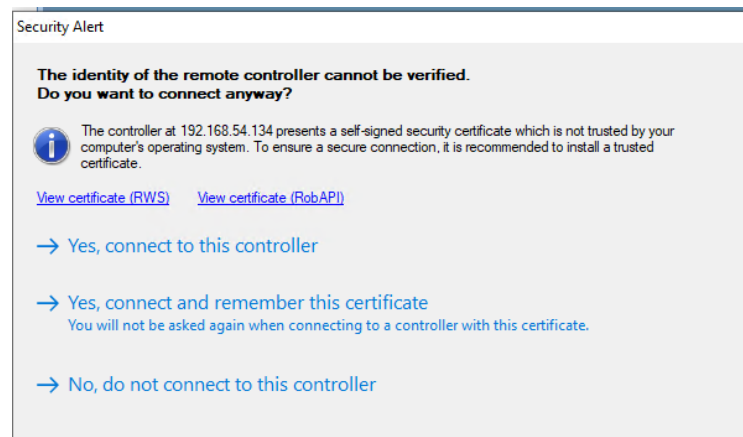 Security Alert
The identity of the remote controller cannot be verified.
Do you want to connect anyway?
The controller at 192.168.54.134 presents a self-signed security certificate which is not trusted by your
computer's operating system. To ensure a secure connection, it is recommended to install a trusted
certificate.
View certificate (RWS) View certificate (RobAPI)
Yes, connect to this controller
Yes, connect and remember this certificate
You will not be asked again when connecting to a controller with this certificate.
No, do not connect to this controller